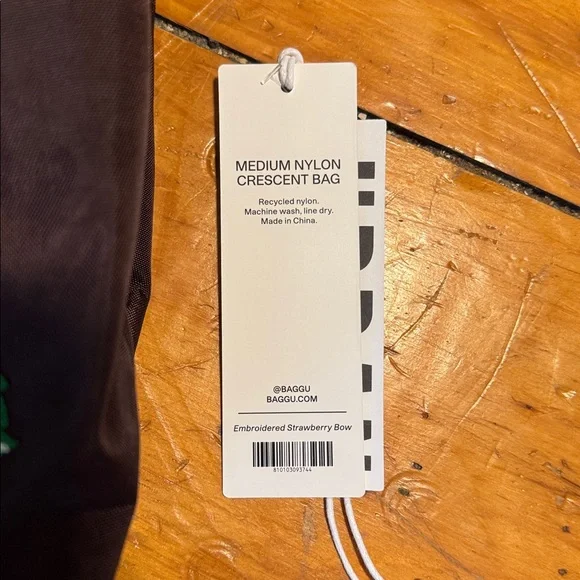 MEDIUM NYLON
CRESCENT BAG
Recycled nylon.
Machine wash, line dry.
Made in China.
@BAGGU
BAGGU.COM
Embroidered Strawberry Bow
810103093744